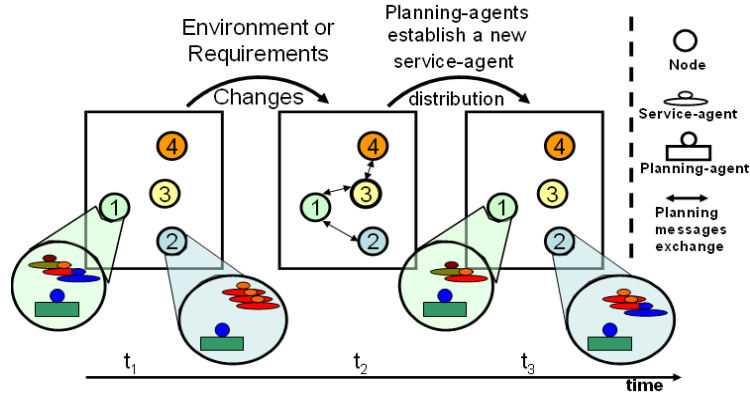 Environment or
Requirements
Changes
Planning-agents
establish a new
service-agent
distribution
4
3
1
2
4
3
1
2
4
3
1
2
Node
Service-agent
Planning-agent
Planning
messages
exchange
t1
t2
t3
time